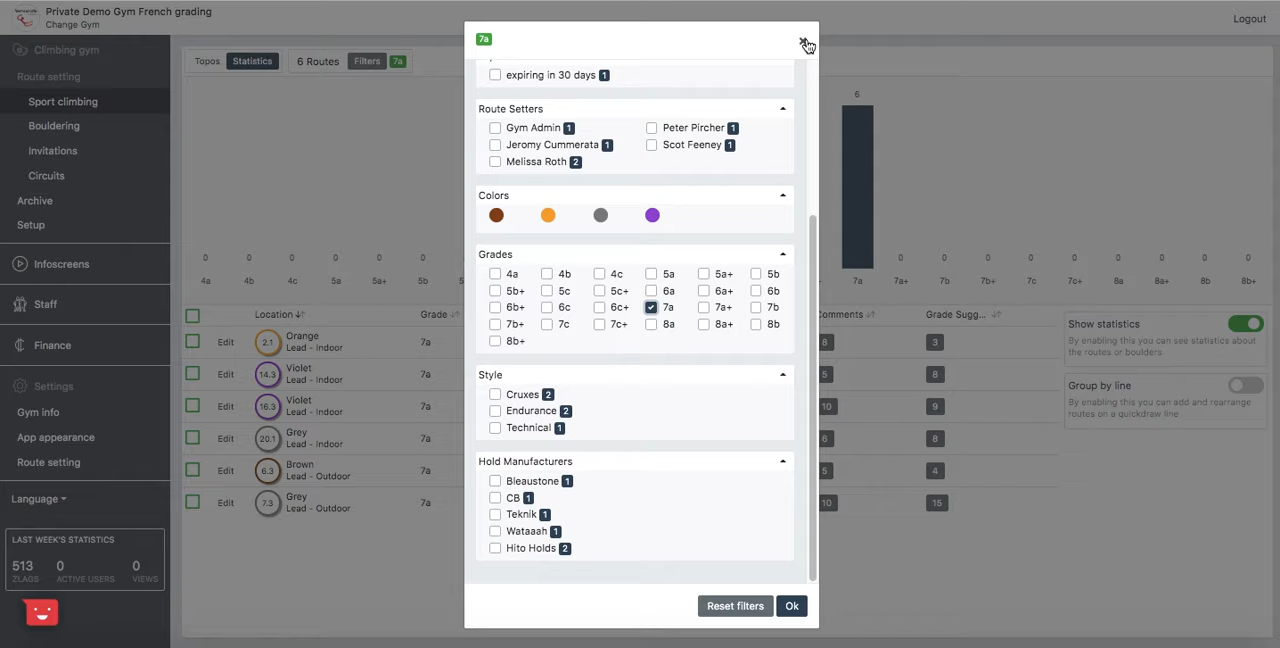 Private Demo Gym French grading
Change Gym
Logout
Climbing gym
Route setting
Sport climbing
Bouldering
Invitations
Circuits
Archive
Setup
Infoscreens
Staff
Finance
Settings
Gym info
App appearance
Route setting
Language
LAST WEEK'S STATISTICS
513 0 0
ZLAGS ACTIVE USERS VIEWS
Topos Statistics 6 Routes Filters 7a
0 0 0 0 0 6 0 0 0 0 0 0 0 0
4a 4b 4c 5a 5a+ 5b 7a 7a+ 7b 7b+ 7c 7c+ 8a 8a+ 8b 8b+
Location Grade Comments Grade Sugg...
Edit 2.1 Orange 7a 8 3
Lead - Indoor
Edit 14.3 Violet 7a 5 8
Lead - Indoor
Edit 16.3 Violet 7a 10 9
Lead - Indoor
Edit 20.1 Grey 7a 6 8
Lead - Indoor
Edit 6.3 Brown 7a 5 4
Lead - Outdoor
Edit 7.3 Grey 7a 10 15
Lead - Outdoor
Show statistics
By enabling this you can see statistics about
the routes or boulders
Group by line
By enabling this you can add and rearrange
routes on a quickdraw line
7a
expiring in 30 days 1
Route Setters
Gym Admin 1 Peter Pircher 1
Jeromy Cummerata 1 Scot Feeney 1
Melissa Roth 2
Colors
Grades
4a 4b 4c 5a 5a+ 5b
5b+ 5c 5c+ 6a 6a+ 6b
6b+ 6c 6c+ 7a 7a+ 7b
7b+ 7c 7c+ 8a 8a+ 8b
8b+
Style
Cruxes 2
Endurance 2
Technical 1
Hold Manufacturers
Bleaustone 1
CB 1
Teknik 1
Wataaah 1
Hito Holds 2
Reset filters Ok